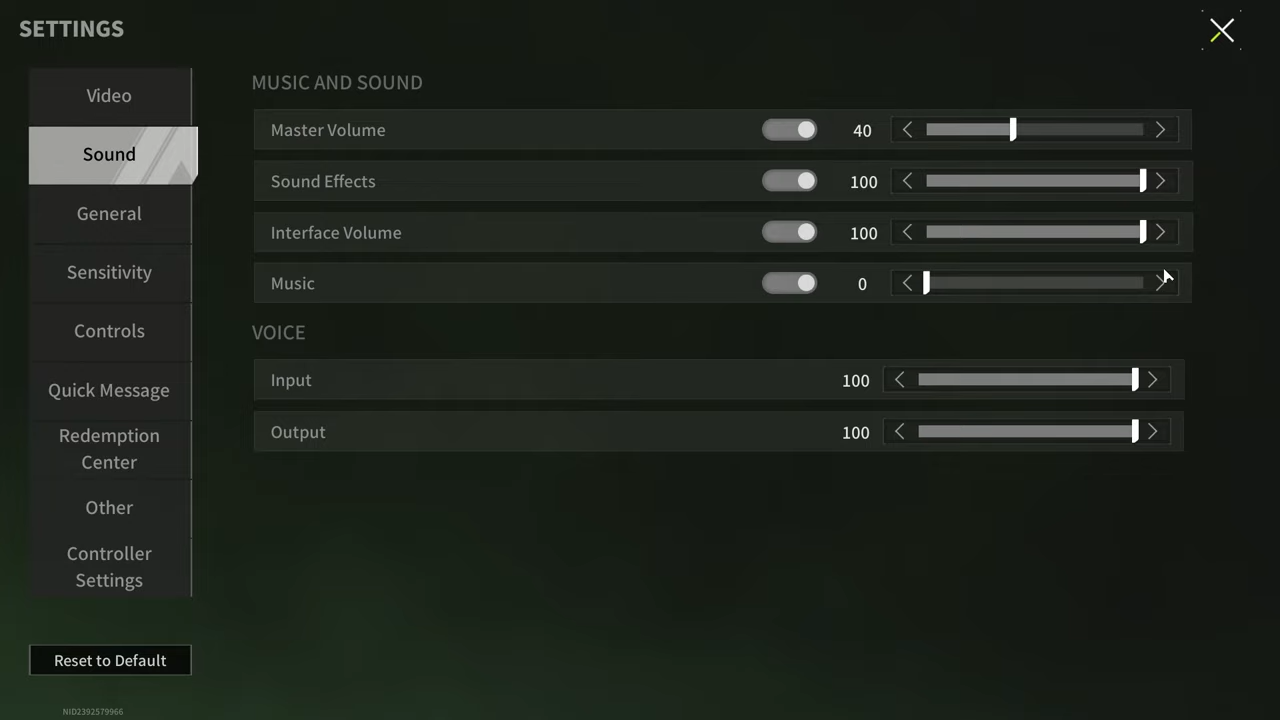 SETTINGS
Video
Sound
General
Sensitivity
Controls
Quick Message
Redemption
Center
Other
Controller
Settings
Reset to Default
NID2392579966
MUSIC AND SOUND
Master Volume 40
Sound Effects 100
Interface Volume 100
Music 0
VOICE
Input 100
Output 100